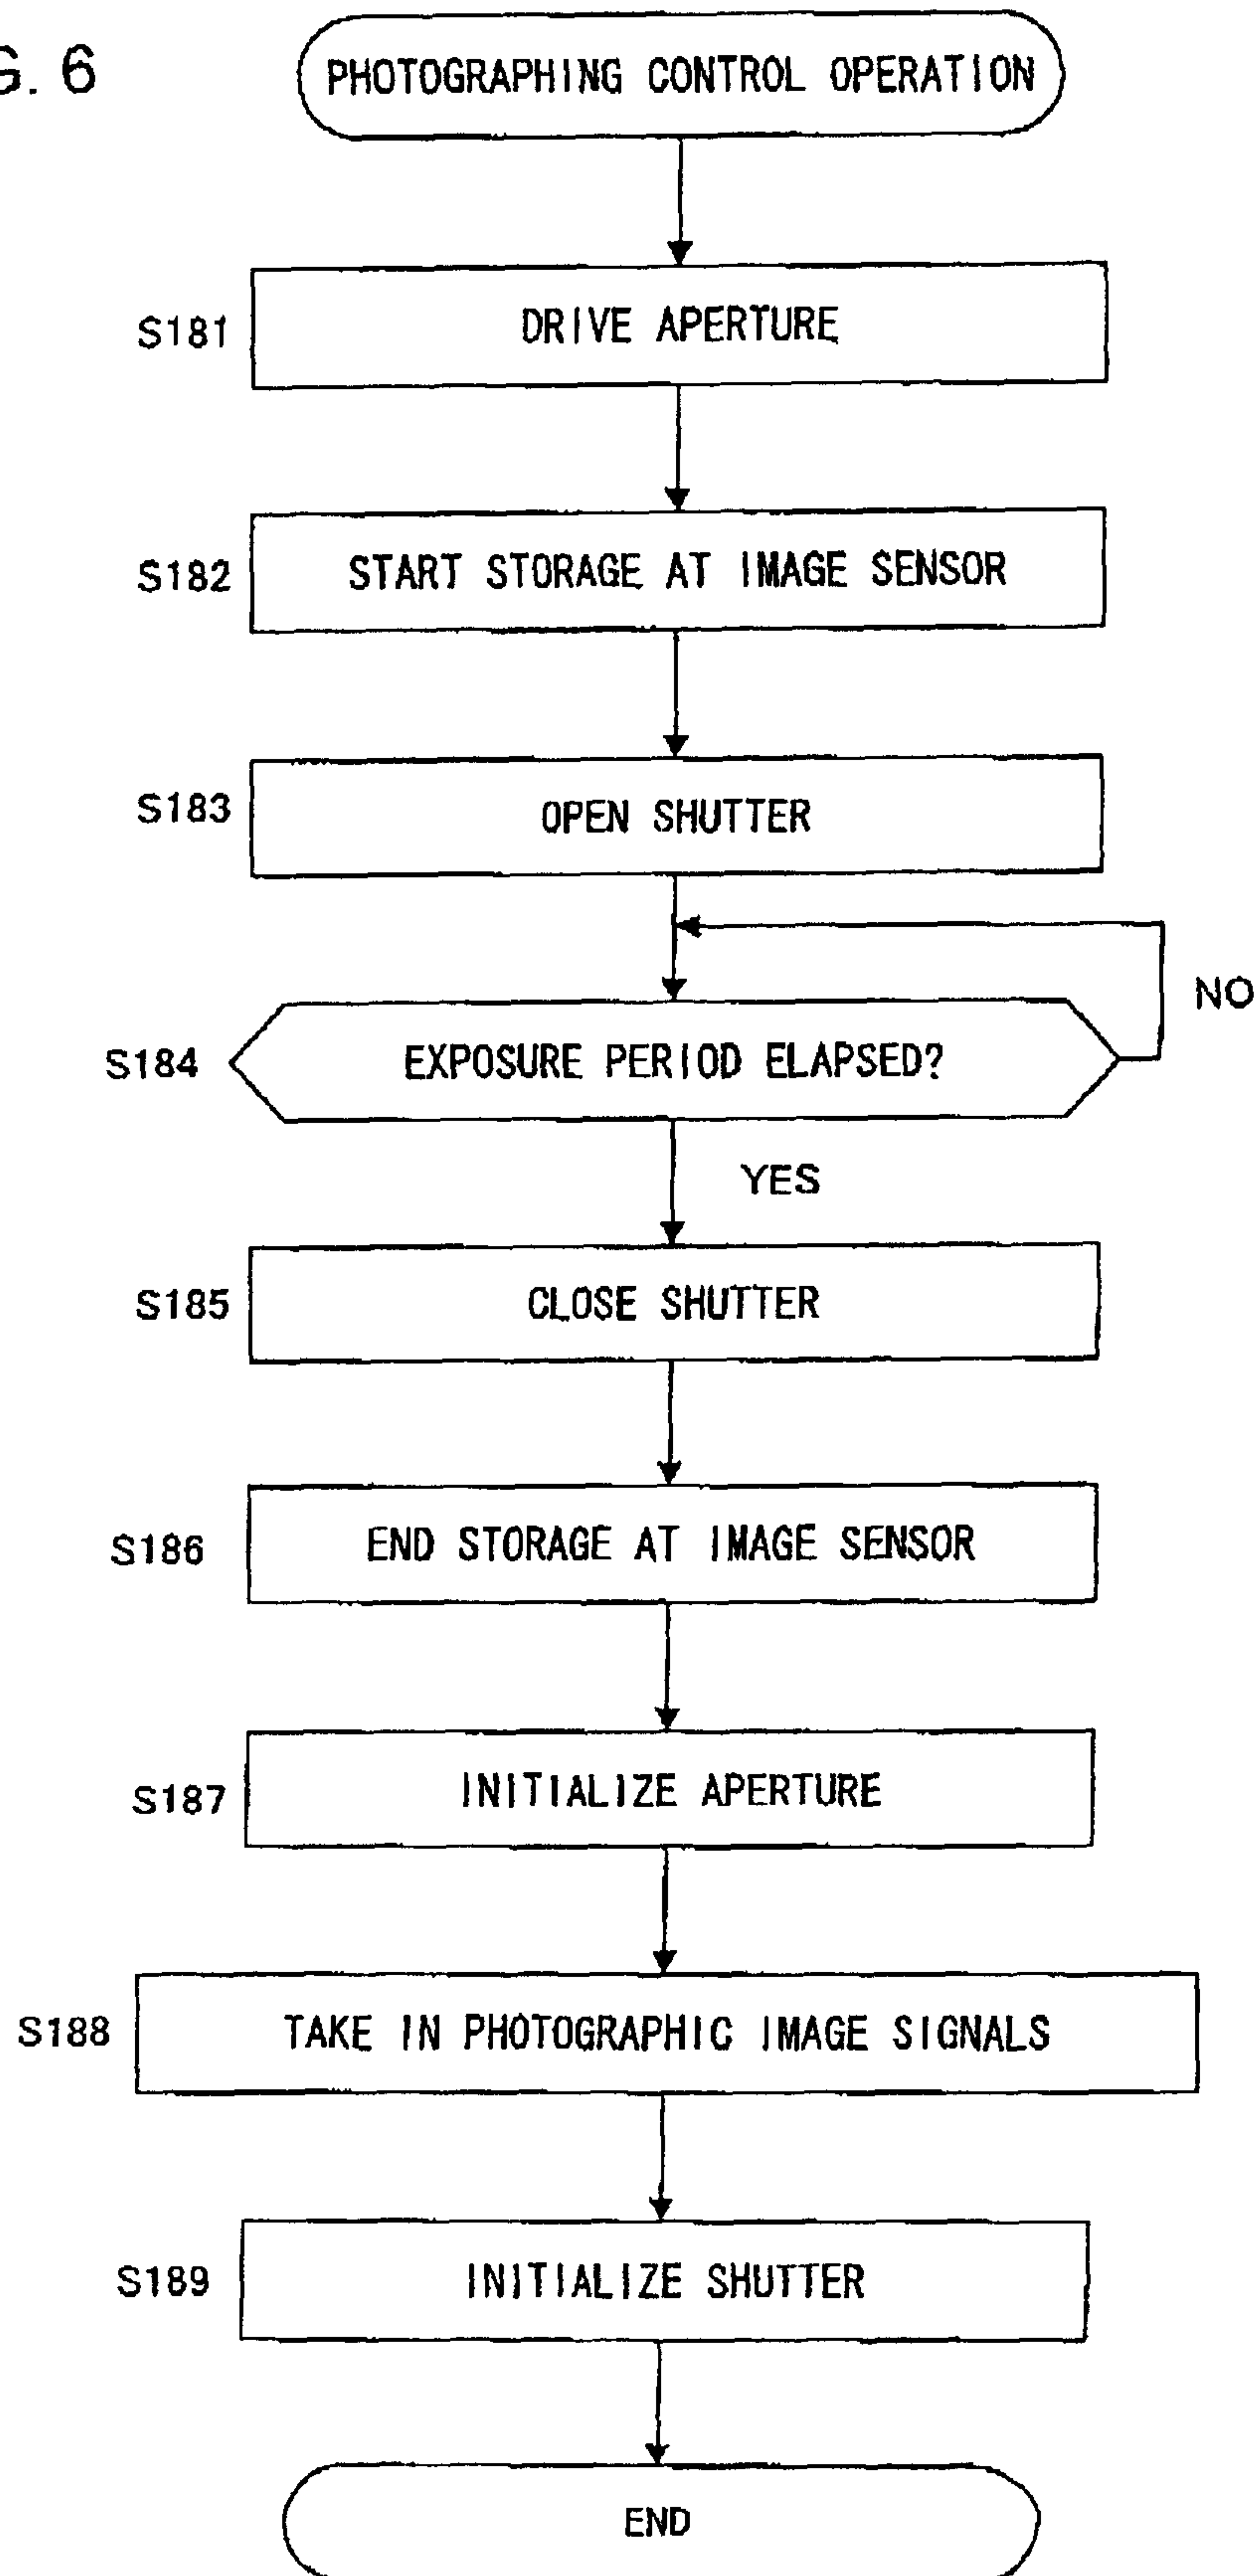 G. 6
PHOTOGRAPHING CONTROL OPERATION
S181
DRIVE APERTURE
S182
START STORAGE AT IMAGE SENSOR
S183
OPEN SHUTTER
NO
S184
EXPOSURE PERIOD ELAPSED?
YES
S185
CLOSE SHUTTER
S186
END STORAGE AT IMAGE SENSOR
S187
INITIALIZE APERTURE
S188
TAKE IN PHOTOGRAPHIC IMAGE SIGNALS
S189
INITIALIZE SHUTTER
END